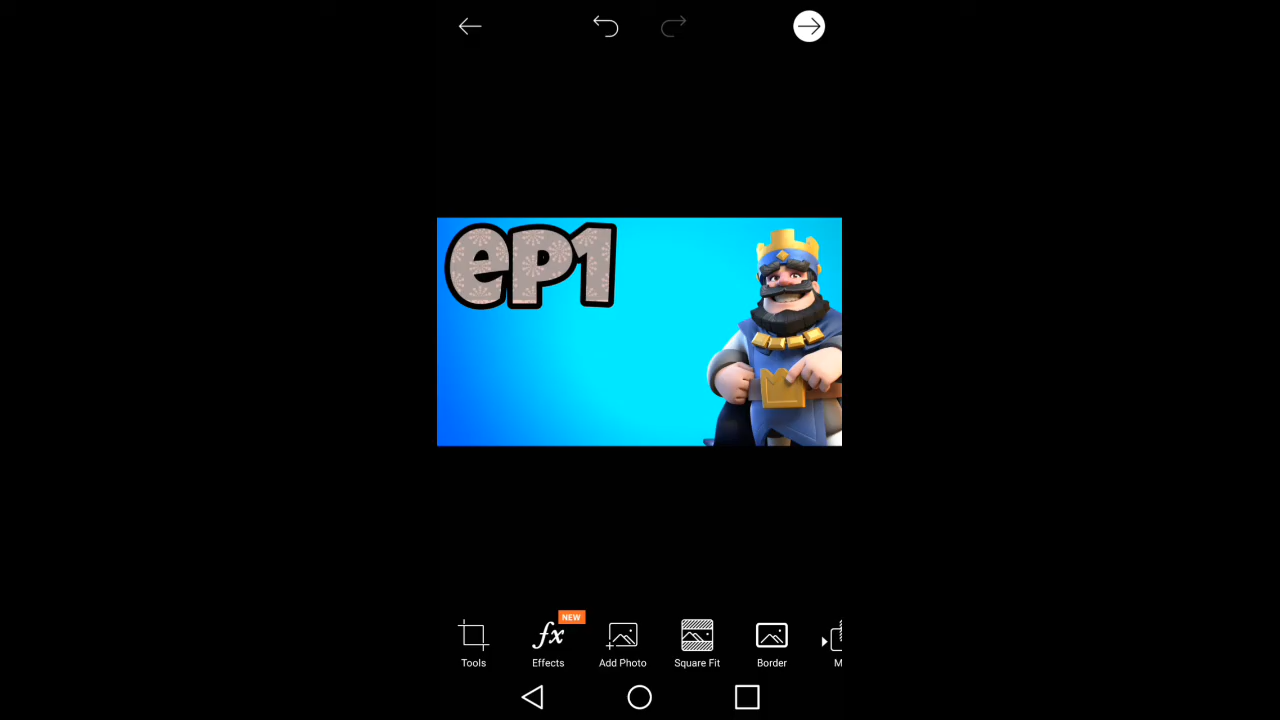 eP1
NEW
Tools
Effects
Add Photo
Square Fit
Border
M